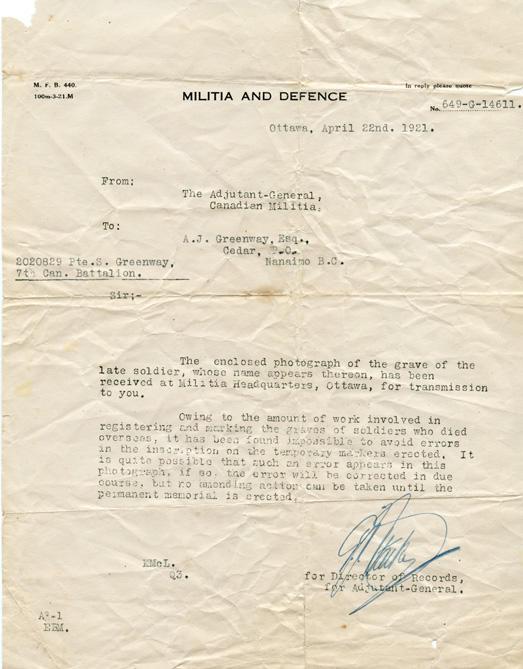 M. F. B. 440.
100m-3-21.M
In reply please quote
MILITIA AND DEFENCE
No. 649-G-14611.
Ottawa, April 22nd. 1921.
From:
The Adjutant-General,
Canadian Militia.
To:
A.J. Greenway, Esq.,
Cedar, P.O.
2020829 Pte.S. Greenway,
Nanaimo B.C.
7th Can. Battalion.
Sir;-
The enclosed photograph of the grave of the
late soldier, whose name appears thereon, has been
received at Militia Headquarters, Ottawa, for transmission
to you.
Owing to the amount of work involved in
registering and marking the graves of soldiers who died
overseas, it has been found impossible to avoid errors
in the inscription on the temporary markers erected. It
is quite possible that such an error appears in this
photograph, if so, the error will be corrected in due
course, but no amending action can be taken until the
permanent memorial is erected.
KMcL.
Q3.
for Director of Records,
for Adjutant-General.
EEM.